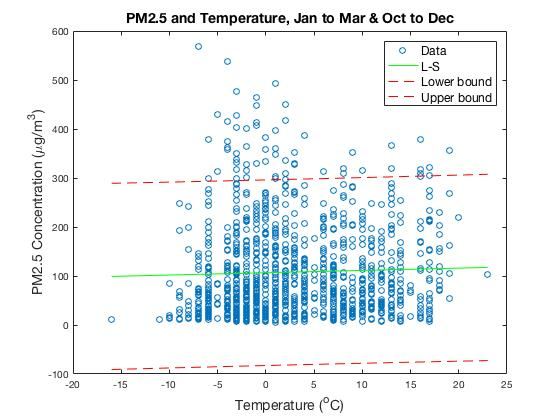 PM2.5 and Temperature, Jan to Mar & Oct to Dec
Data
L-S
Lower bound
Upper bound
600
500
400
300
200
100
0
-100
PM2.5 Concentration (μg/m³)
-20 -15 -10 -5 0 5 10 15 20 25
Temperature (°C)